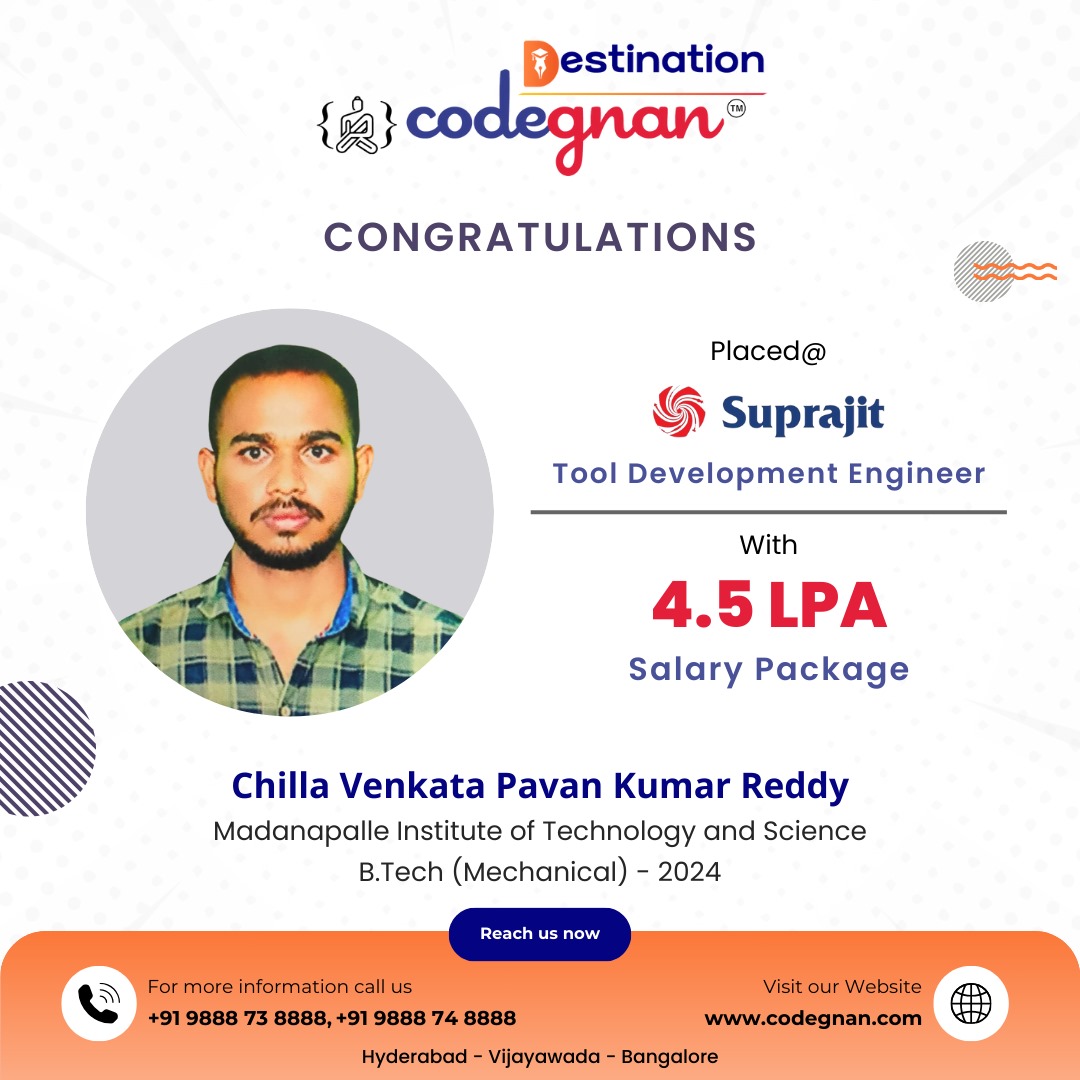 Destination
codegnan™
CONGRATULATIONS
Placed@
Suprajit
Tool Development Engineer
With
4.5 LPA
Salary Package
Chilla Venkata Pavan Kumar Reddy
Madanapalle Institute of Technology and Science
B.Tech (Mechanical) - 2024
Reach us now
For more information call us
+91 9888 73 8888, +91 9888 74 8888
Visit our Website
www.codegnan.com
Hyderabad - Vijayawada - Bangalore